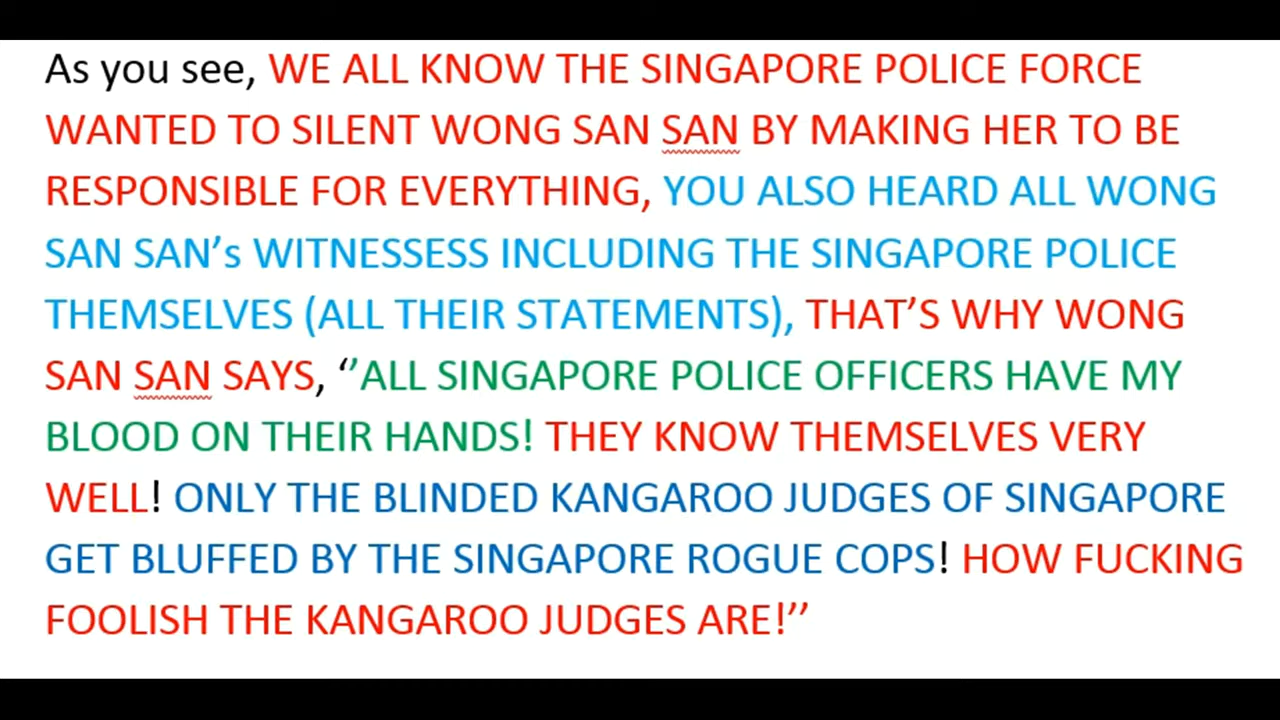 As you see, WE ALL KNOW THE SINGAPORE POLICE FORCE
WANTED TO SILENT WONG SAN SAN BY MAKING HER TO BE
RESPONSIBLE FOR EVERYTHING, YOU ALSO HEARD ALL WONG
SAN SAN’s WITNESSESS INCLUDING THE SINGAPORE POLICE
THEMSELVES (ALL THEIR STATEMENTS), THAT’S WHY WONG
SAN SAN SAYS, ‘’ALL SINGAPORE POLICE OFFICERS HAVE MY
BLOOD ON THEIR HANDS! THEY KNOW THEMSELVES VERY
WELL! ONLY THE BLINDED KANGAROO JUDGES OF SINGAPORE
GET BLUFFED BY THE SINGAPORE ROGUE COPS! HOW FUCKING
FOOLISH THE KANGAROO JUDGES ARE!’’